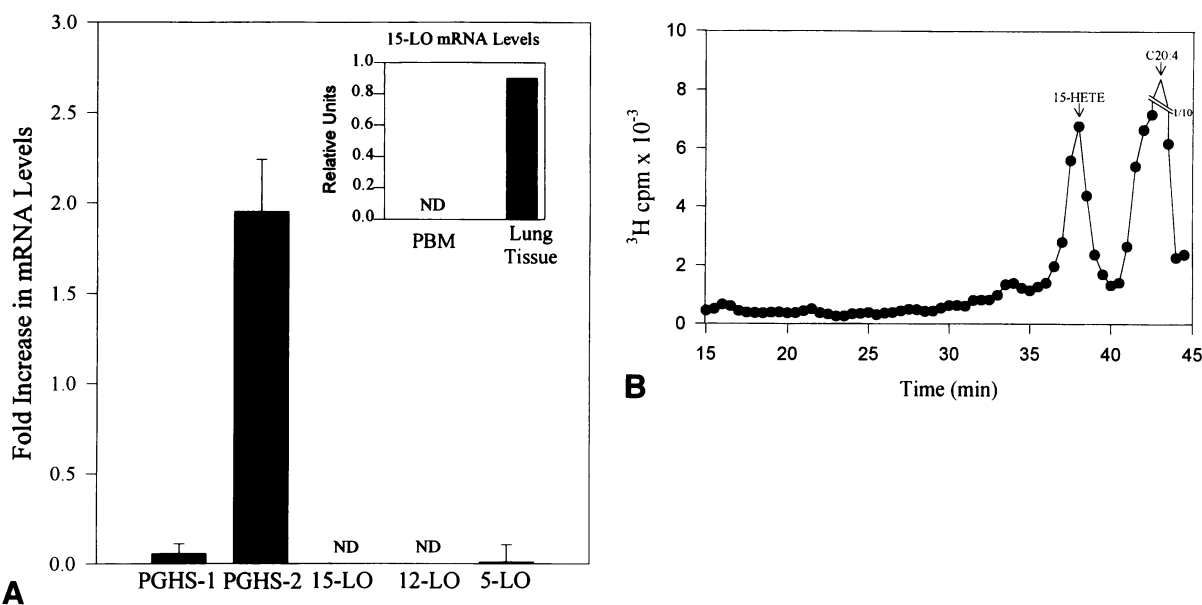 3.0
2.5
2.0
1.5
1.0
0.5
0.0
Fold Increase in mRNA Levels
PGHS-1 PGHS-2 15-LO 12-LO 5-LO
ND ND
15-LO mRNA Levels
1.0
0.8
0.6
0.4
0.2
0.0
Relative Units
ND
PBM
Lung
Tissue
A
10
8
6
4
2
0
³H cpm x 10⁻³
15-HETE
C20:4
1/10
15 20 25 30 35 40 45
Time (min)
B